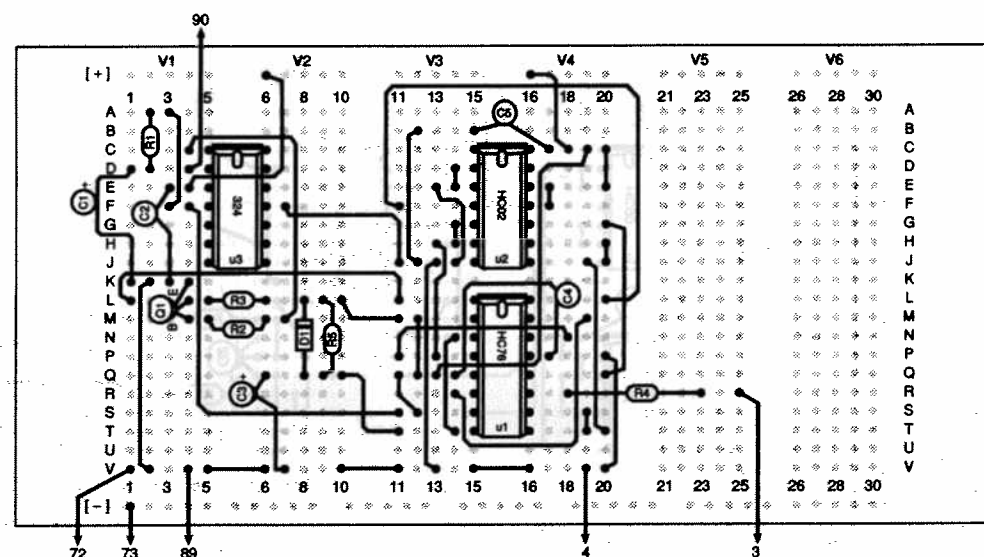 90
V1 V2 V3 V4 V5 V6
[+]
1 3 5 6 8 10 11 13 15 16 18 20 21 23 25 26 28 30
A A
B B
C C
D D
E E
F F
G G
H H
J J
K K
L L
M M
N N
P P
Q Q
R R
S S
T T
U U
V V
R1
C1 +
C2
324
u3
C5
HC02
u2
E
Q1
B
R3
R2
D1
R5
C3 +
C4
HC76
u1
R4
1 3 5 6 8 10 11 13 15 16 18 20 21 23 25 26 28 30
[-]
72 73 89 4 3